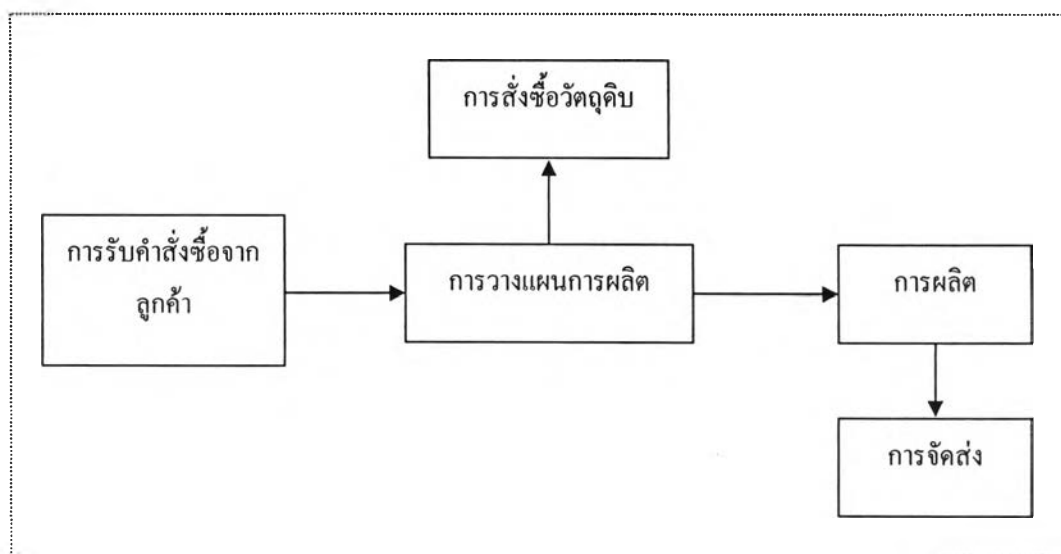 การสั่งซื้อวัตถุดิบ
การรับคำสั่งซื้อจาก
ลูกค้า
การวางแผนการผลิต
การผลิต
การจัดส่ง